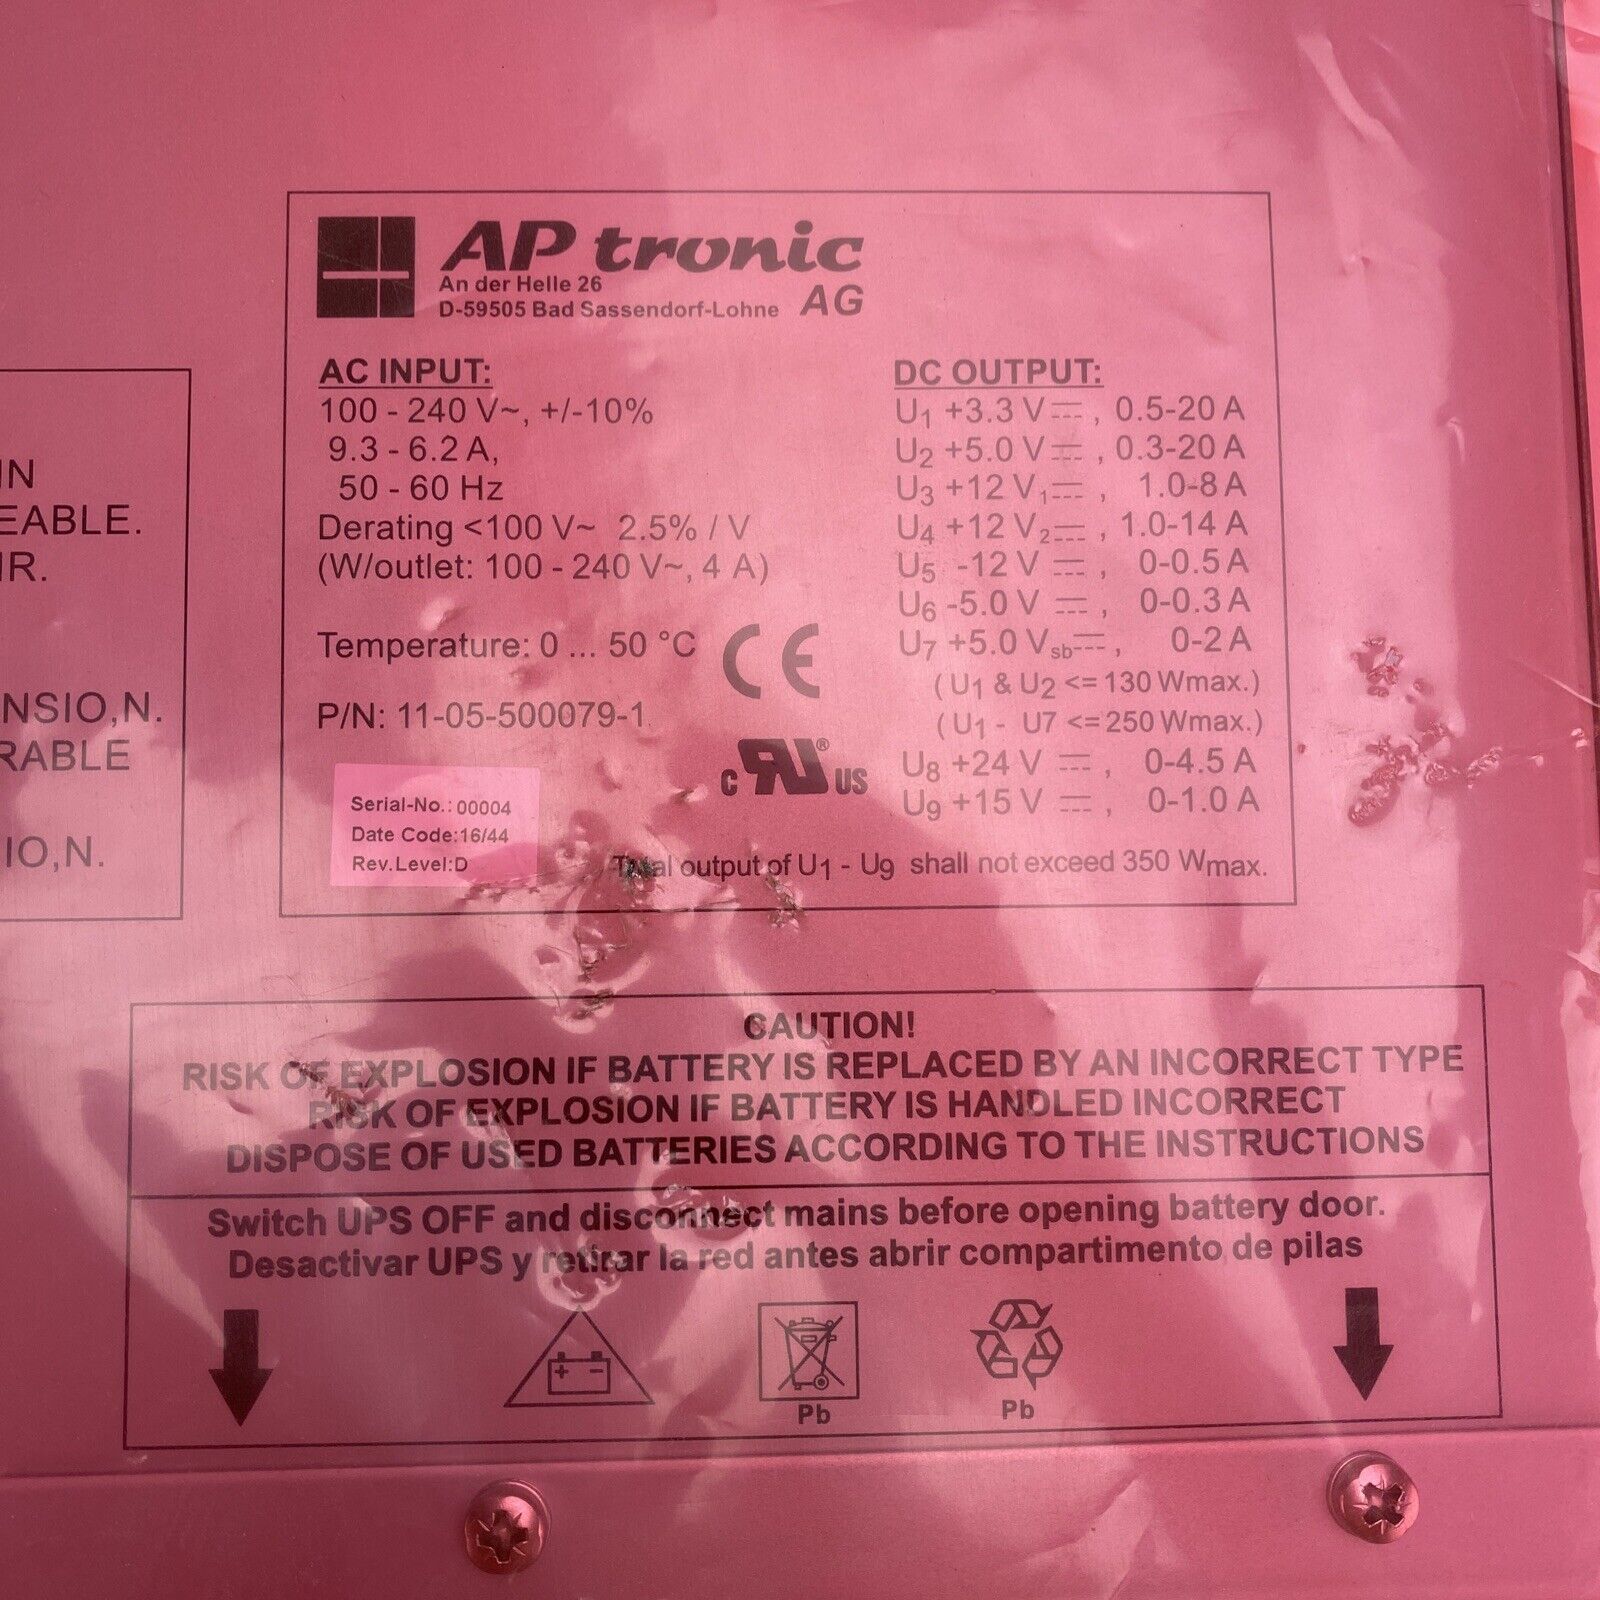 IN
EABLE.
IR.
NSIO,N.
RABLE
IO,N.
AP tronic
An der Helle 26
D-59505 Bad Sassendorf-Lohne AG
AC INPUT:
100 - 240 V~, +/-10%
9.3 - 6.2 A,
50 - 60 Hz
Derating <100 V~ 2.5% / V
(W/outlet: 100 - 240 V~, 4 A)
Temperature: 0 ... 50 °C
CE
P/N: 11-05-500079-1
c RU ® US
Serial-No.: 00004
Date Code:16/44
Rev.Level:D
DC OUTPUT:
U1 +3.3 V⎓, 0.5-20 A
U2 +5.0 V⎓, 0.3-20 A
U3 +12 V1⎓, 1.0-8 A
U4 +12 V2⎓, 1.0-14 A
U5 -12 V⎓, 0-0.5 A
U6 -5.0 V⎓, 0-0.3 A
U7 +5.0 Vsb⎓, 0-2 A
( U1 & U2 <= 130 Wmax.)
( U1 - U7 <= 250 Wmax.)
U8 +24 V⎓, 0-4.5 A
U9 +15 V⎓, 0-1.0 A
Total output of U1 - U9 shall not exceed 350 Wmax.
CAUTION!
RISK OF EXPLOSION IF BATTERY IS REPLACED BY AN INCORRECT TYPE
RISK OF EXPLOSION IF BATTERY IS HANDLED INCORRECT
DISPOSE OF USED BATTERIES ACCORDING TO THE INSTRUCTIONS
Switch UPS OFF and disconnect mains before opening battery door.
Desactivar UPS y retirar la red antes abrir compartimento de pilas
+ -
Pb
Pb